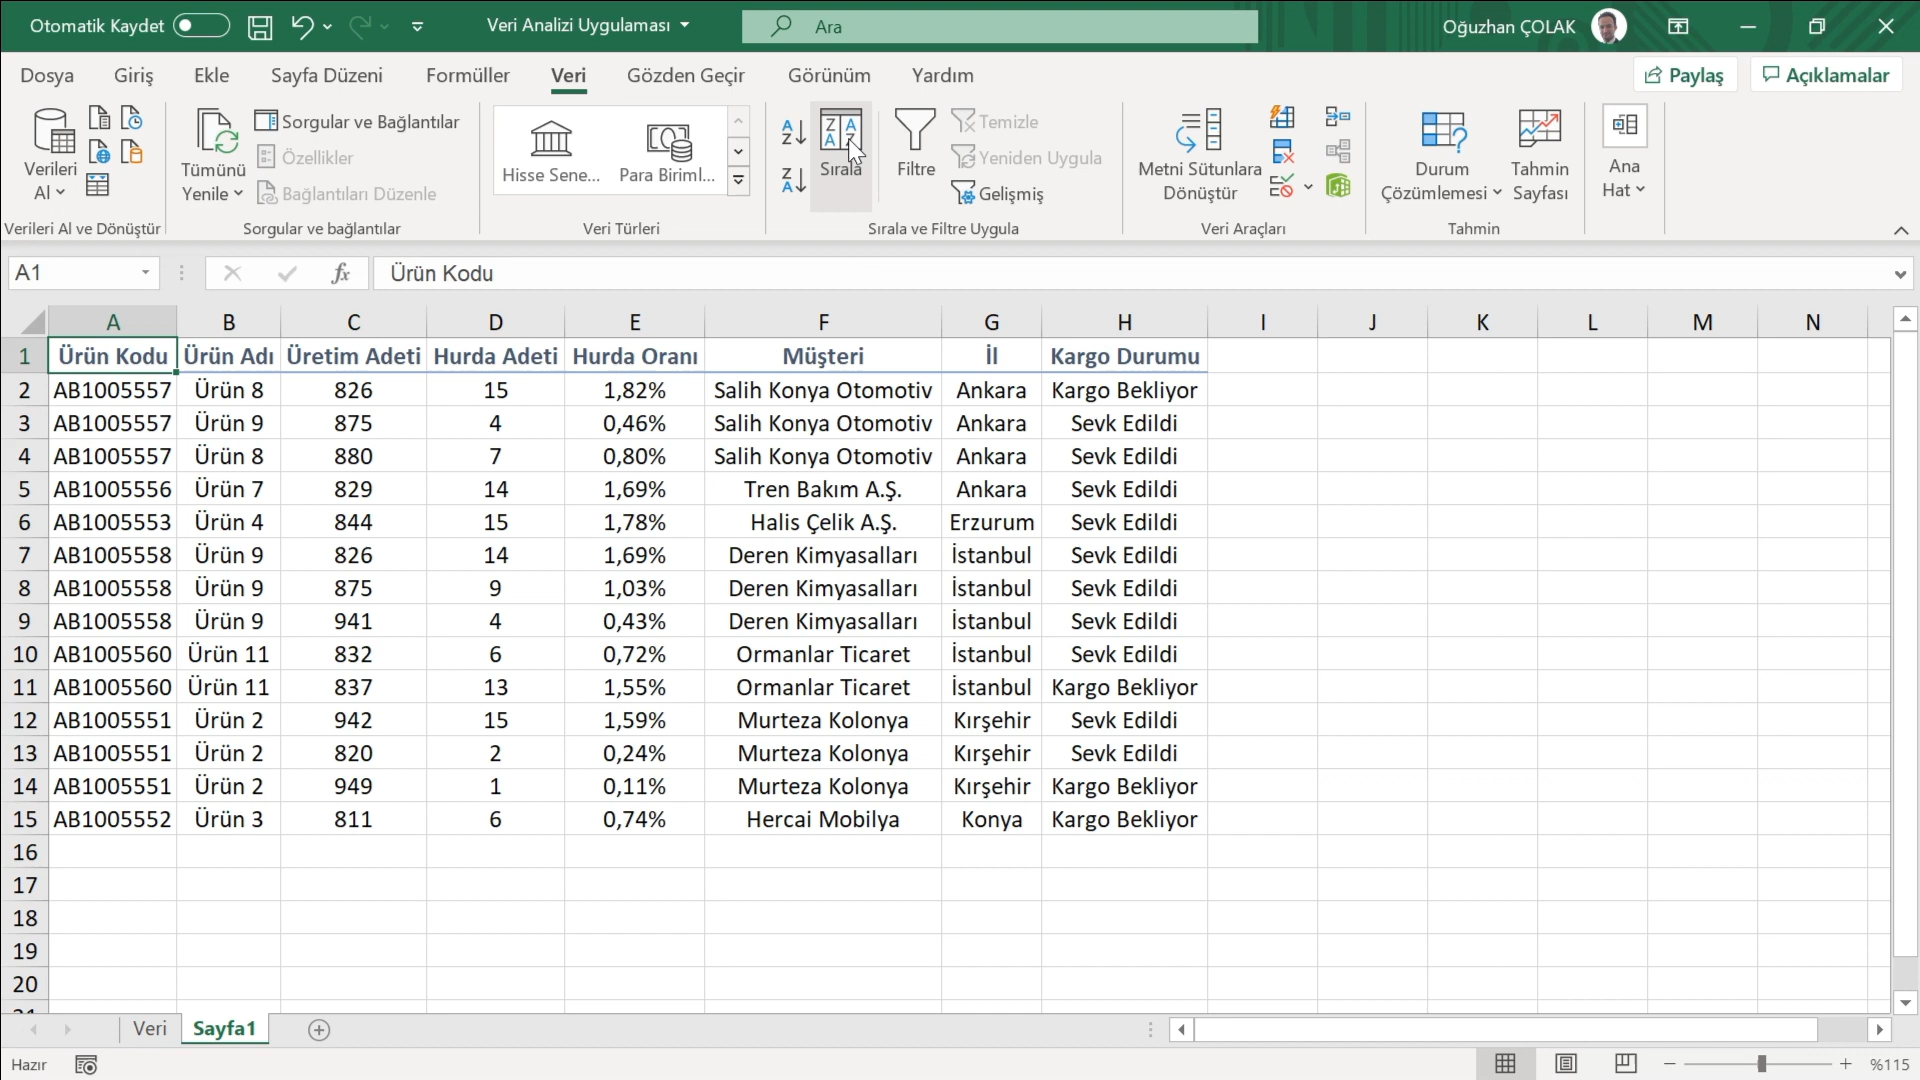 Otomatik Kaydet
Veri Analizi Uygulaması
Ara
Oğuzhan ÇOLAK
Dosya Giriş Ekle Sayfa Düzeni Formüller Veri Gözden Geçir Görünüm Yardım
Paylaş
Açıklamalar
Verileri Al
Verileri Al ve Dönüştür
Tümünü Yenile
Sorgular ve Bağlantılar
Özellikler
Bağlantıları Düzenle
Sorgular ve bağlantılar
Hisse Sene...
Para Biriml...
Veri Türleri
Sırala
Filtre
Temizle
Yeniden Uygula
Gelişmiş
Sırala ve Filtre Uygula
Metni Sütunlara Dönüştür
Veri Araçları
Durum Çözümlemesi
Tahmin Sayfası
Tahmin
Ana Hat
A1
fx
Ürün Kodu
A B C D E F G H I J K L M N
1 Ürün Kodu Ürün Adı Üretim Adeti Hurda Adeti Hurda Oranı Müşteri İl Kargo Durumu
2 AB1005557 Ürün 8 826 15 1,82% Salih Konya Otomotiv Ankara Kargo Bekliyor
3 AB1005557 Ürün 9 875 4 0,46% Salih Konya Otomotiv Ankara Sevk Edildi
4 AB1005557 Ürün 8 880 7 0,80% Salih Konya Otomotiv Ankara Sevk Edildi
5 AB1005556 Ürün 7 829 14 1,69% Tren Bakım A.Ş. Ankara Sevk Edildi
6 AB1005553 Ürün 4 844 15 1,78% Halis Çelik A.Ş. Erzurum Sevk Edildi
7 AB1005558 Ürün 9 826 14 1,69% Deren Kimyasalları İstanbul Sevk Edildi
8 AB1005558 Ürün 9 875 9 1,03% Deren Kimyasalları İstanbul Sevk Edildi
9 AB1005558 Ürün 9 941 4 0,43% Deren Kimyasalları İstanbul Sevk Edildi
10 AB1005560 Ürün 11 832 6 0,72% Ormanlar Ticaret İstanbul Sevk Edildi
11 AB1005560 Ürün 11 837 13 1,55% Ormanlar Ticaret İstanbul Kargo Bekliyor
12 AB1005551 Ürün 2 942 15 1,59% Murteza Kolonya Kırşehir Sevk Edildi
13 AB1005551 Ürün 2 820 2 0,24% Murteza Kolonya Kırşehir Sevk Edildi
14 AB1005551 Ürün 2 949 1 0,11% Murteza Kolonya Kırşehir Kargo Bekliyor
15 AB1005552 Ürün 3 811 6 0,74% Hercai Mobilya Konya Kargo Bekliyor
16
17
18
19
20
Veri Sayfa1
Hazır
%115